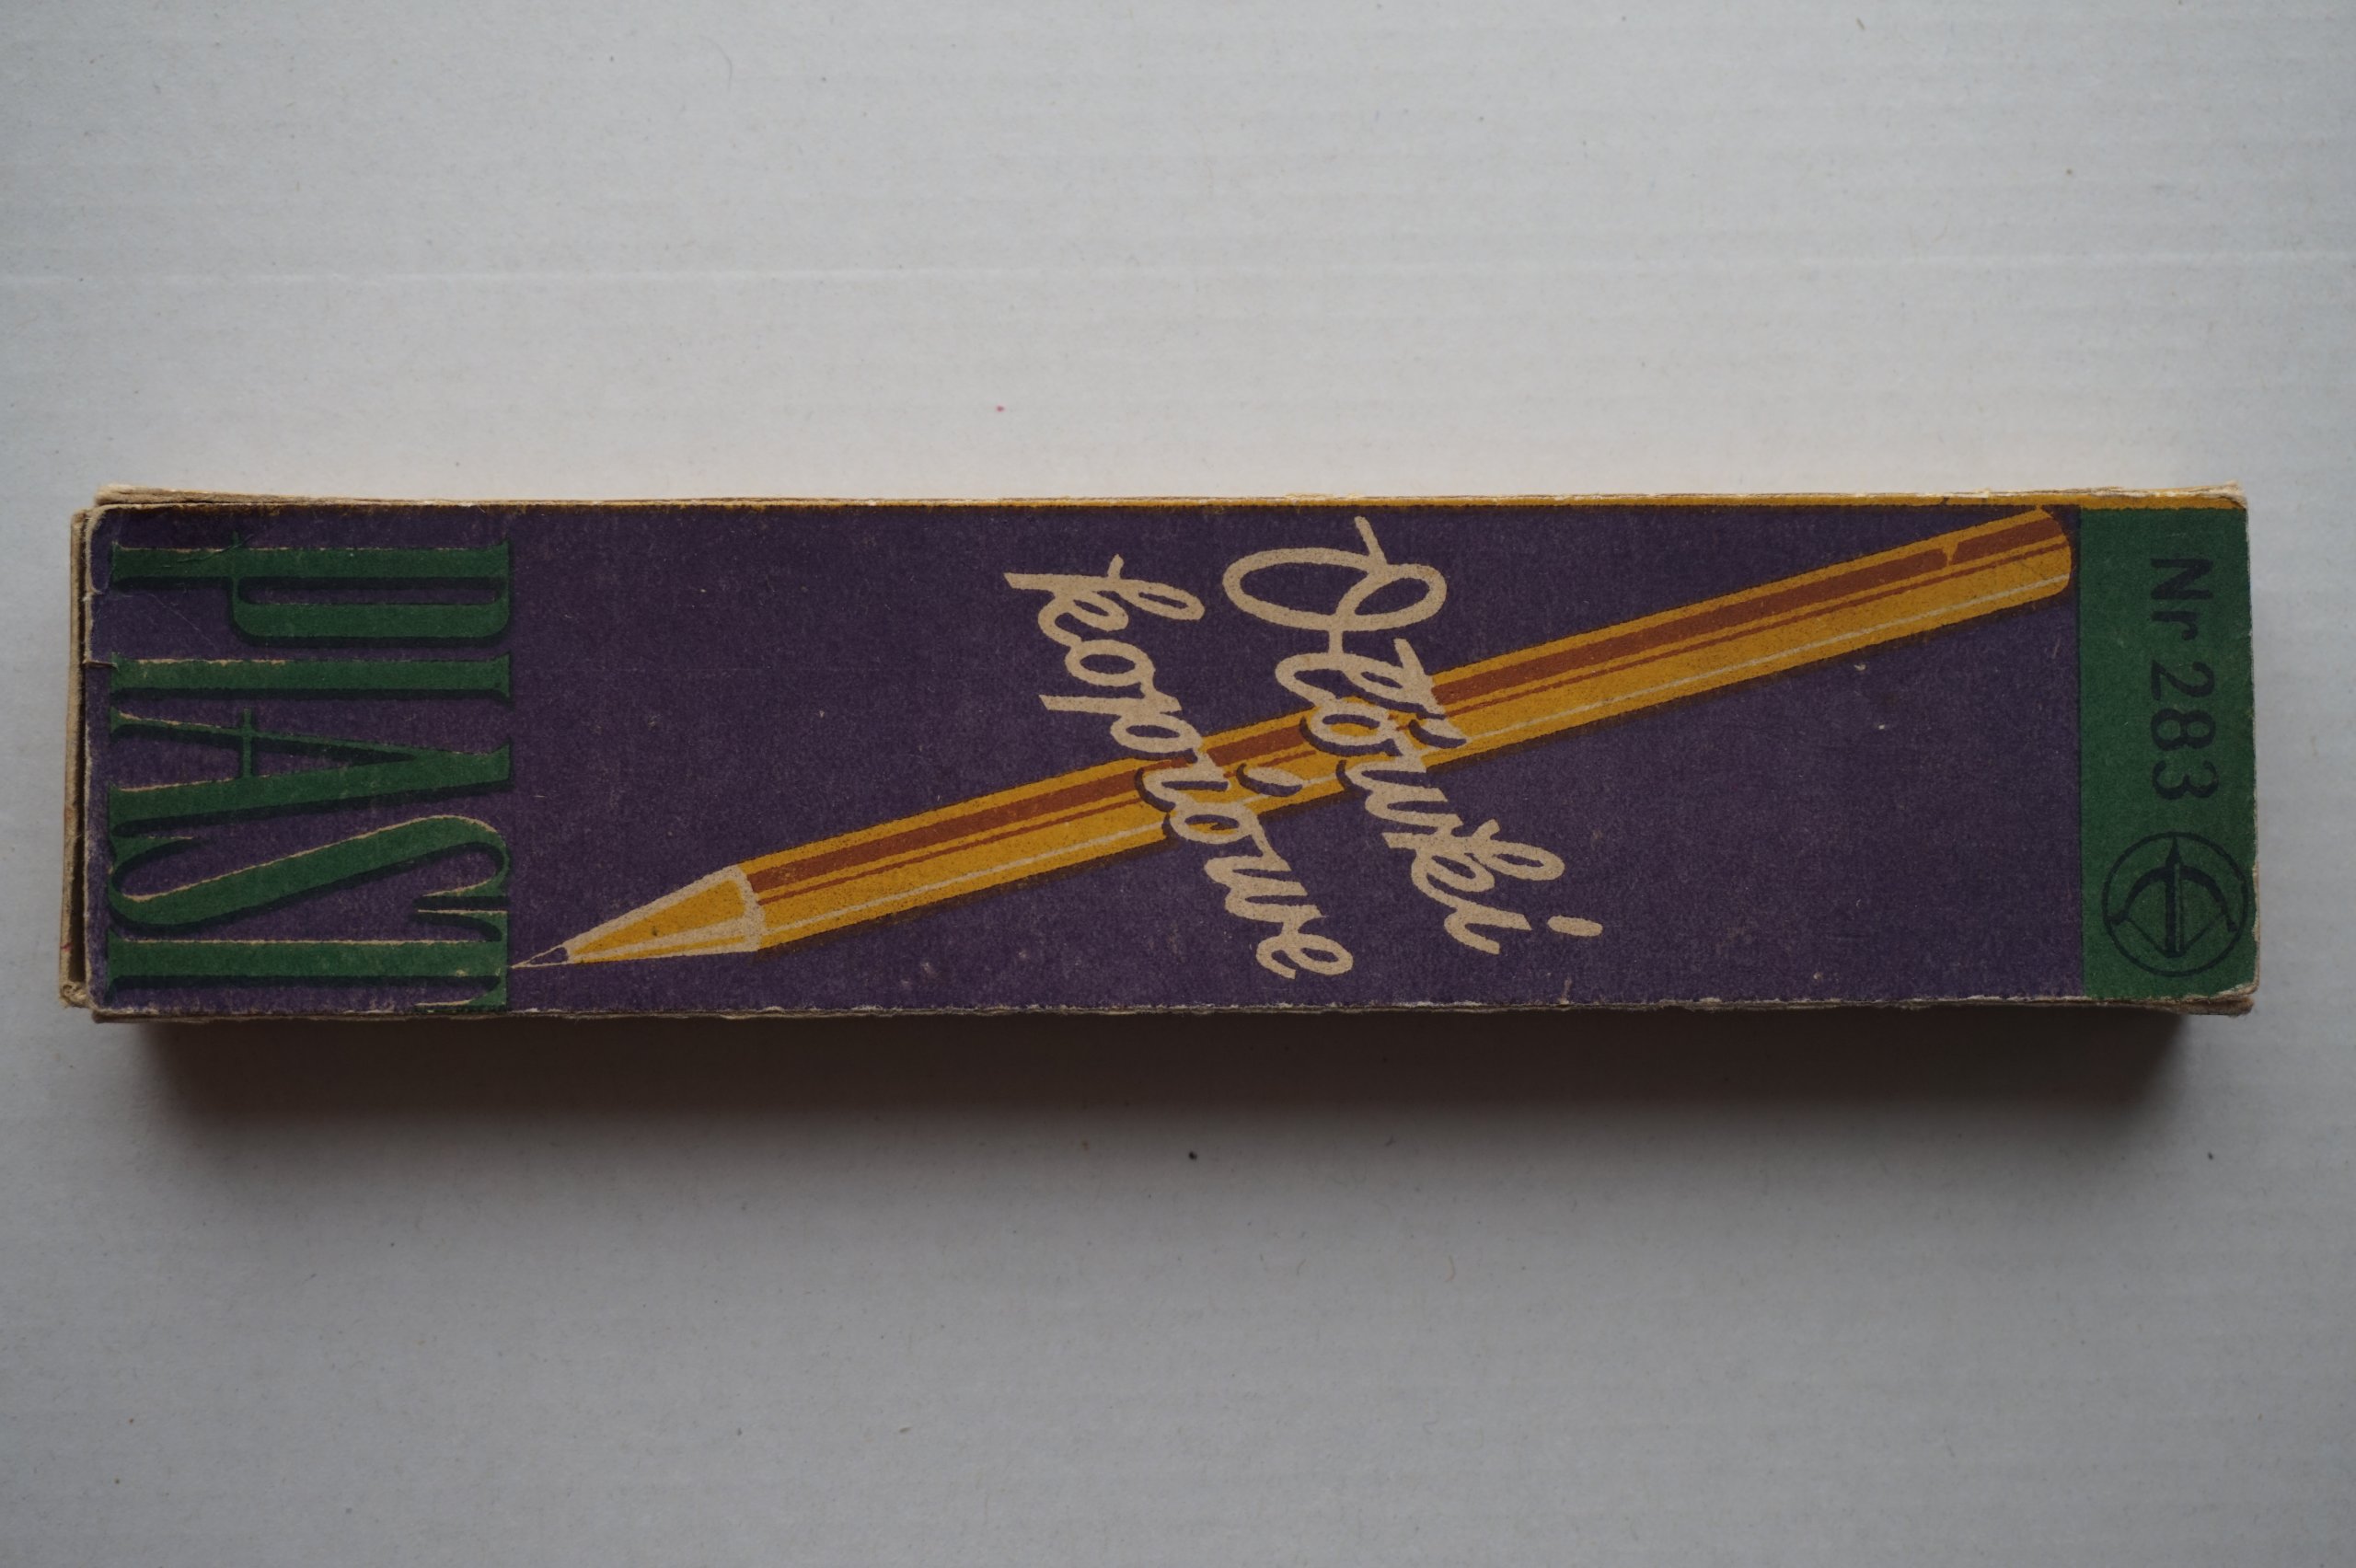 Nr 283
Ołówki
kopiowe
PIAST